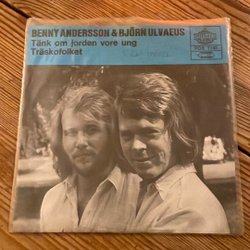 BENNY ANDERSSON & BJÖRN ULVAEUS
Tänk om jorden vore ung
Träskofolket